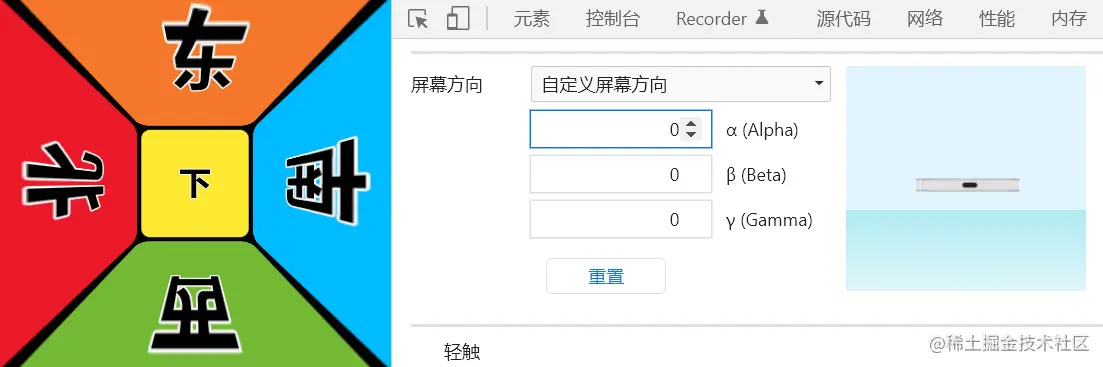 东
北
下
南
西
元素 控制台 Recorder 源代码 网络 性能 内存
屏幕方向 自定义屏幕方向
0 α (Alpha)
0 β (Beta)
0 γ (Gamma)
重置
轻触
@稀土掘金技术社区